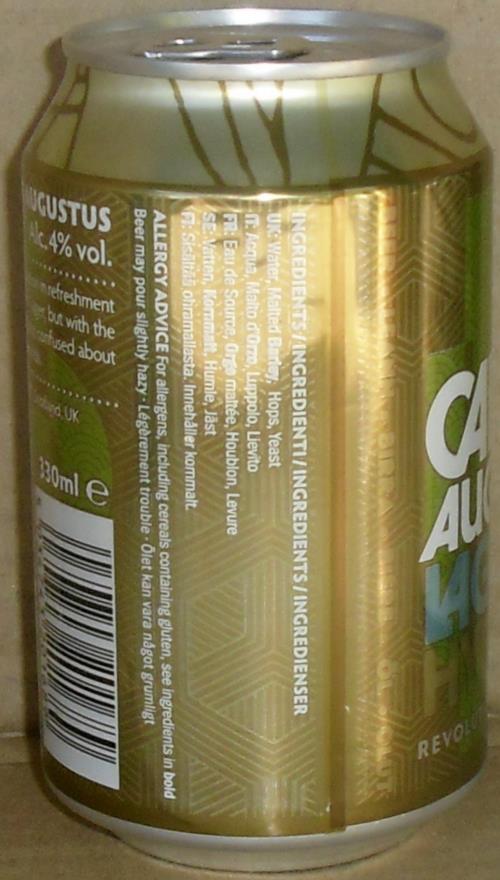 AUGUSTUS
Alc. 4% vol.
refreshment
but with the
confused about
UK
330ml e
INGREDIENTS / INGREDIENTI / INGRÉDIENTS / INGREDIENSER
UK: Water, Malted Barley, Hops, Yeast
IT: Acqua, Malto d'Orzo, Luppolo, Lievito
FR: Eau de Source, Orge maltée, Houblon, Levure
SE: Vatten, Kornmalt, Humle, Jäst
FI: Sisältää ohramallasta. Innehåller kornmalt.
ALLERGY ADVICE For allergens, including cereals containing gluten, see ingredients in bold
Beer may pour slightly hazy · Légèrement trouble · Ölet kan vara något grumligt
CA
AU
REVOLU